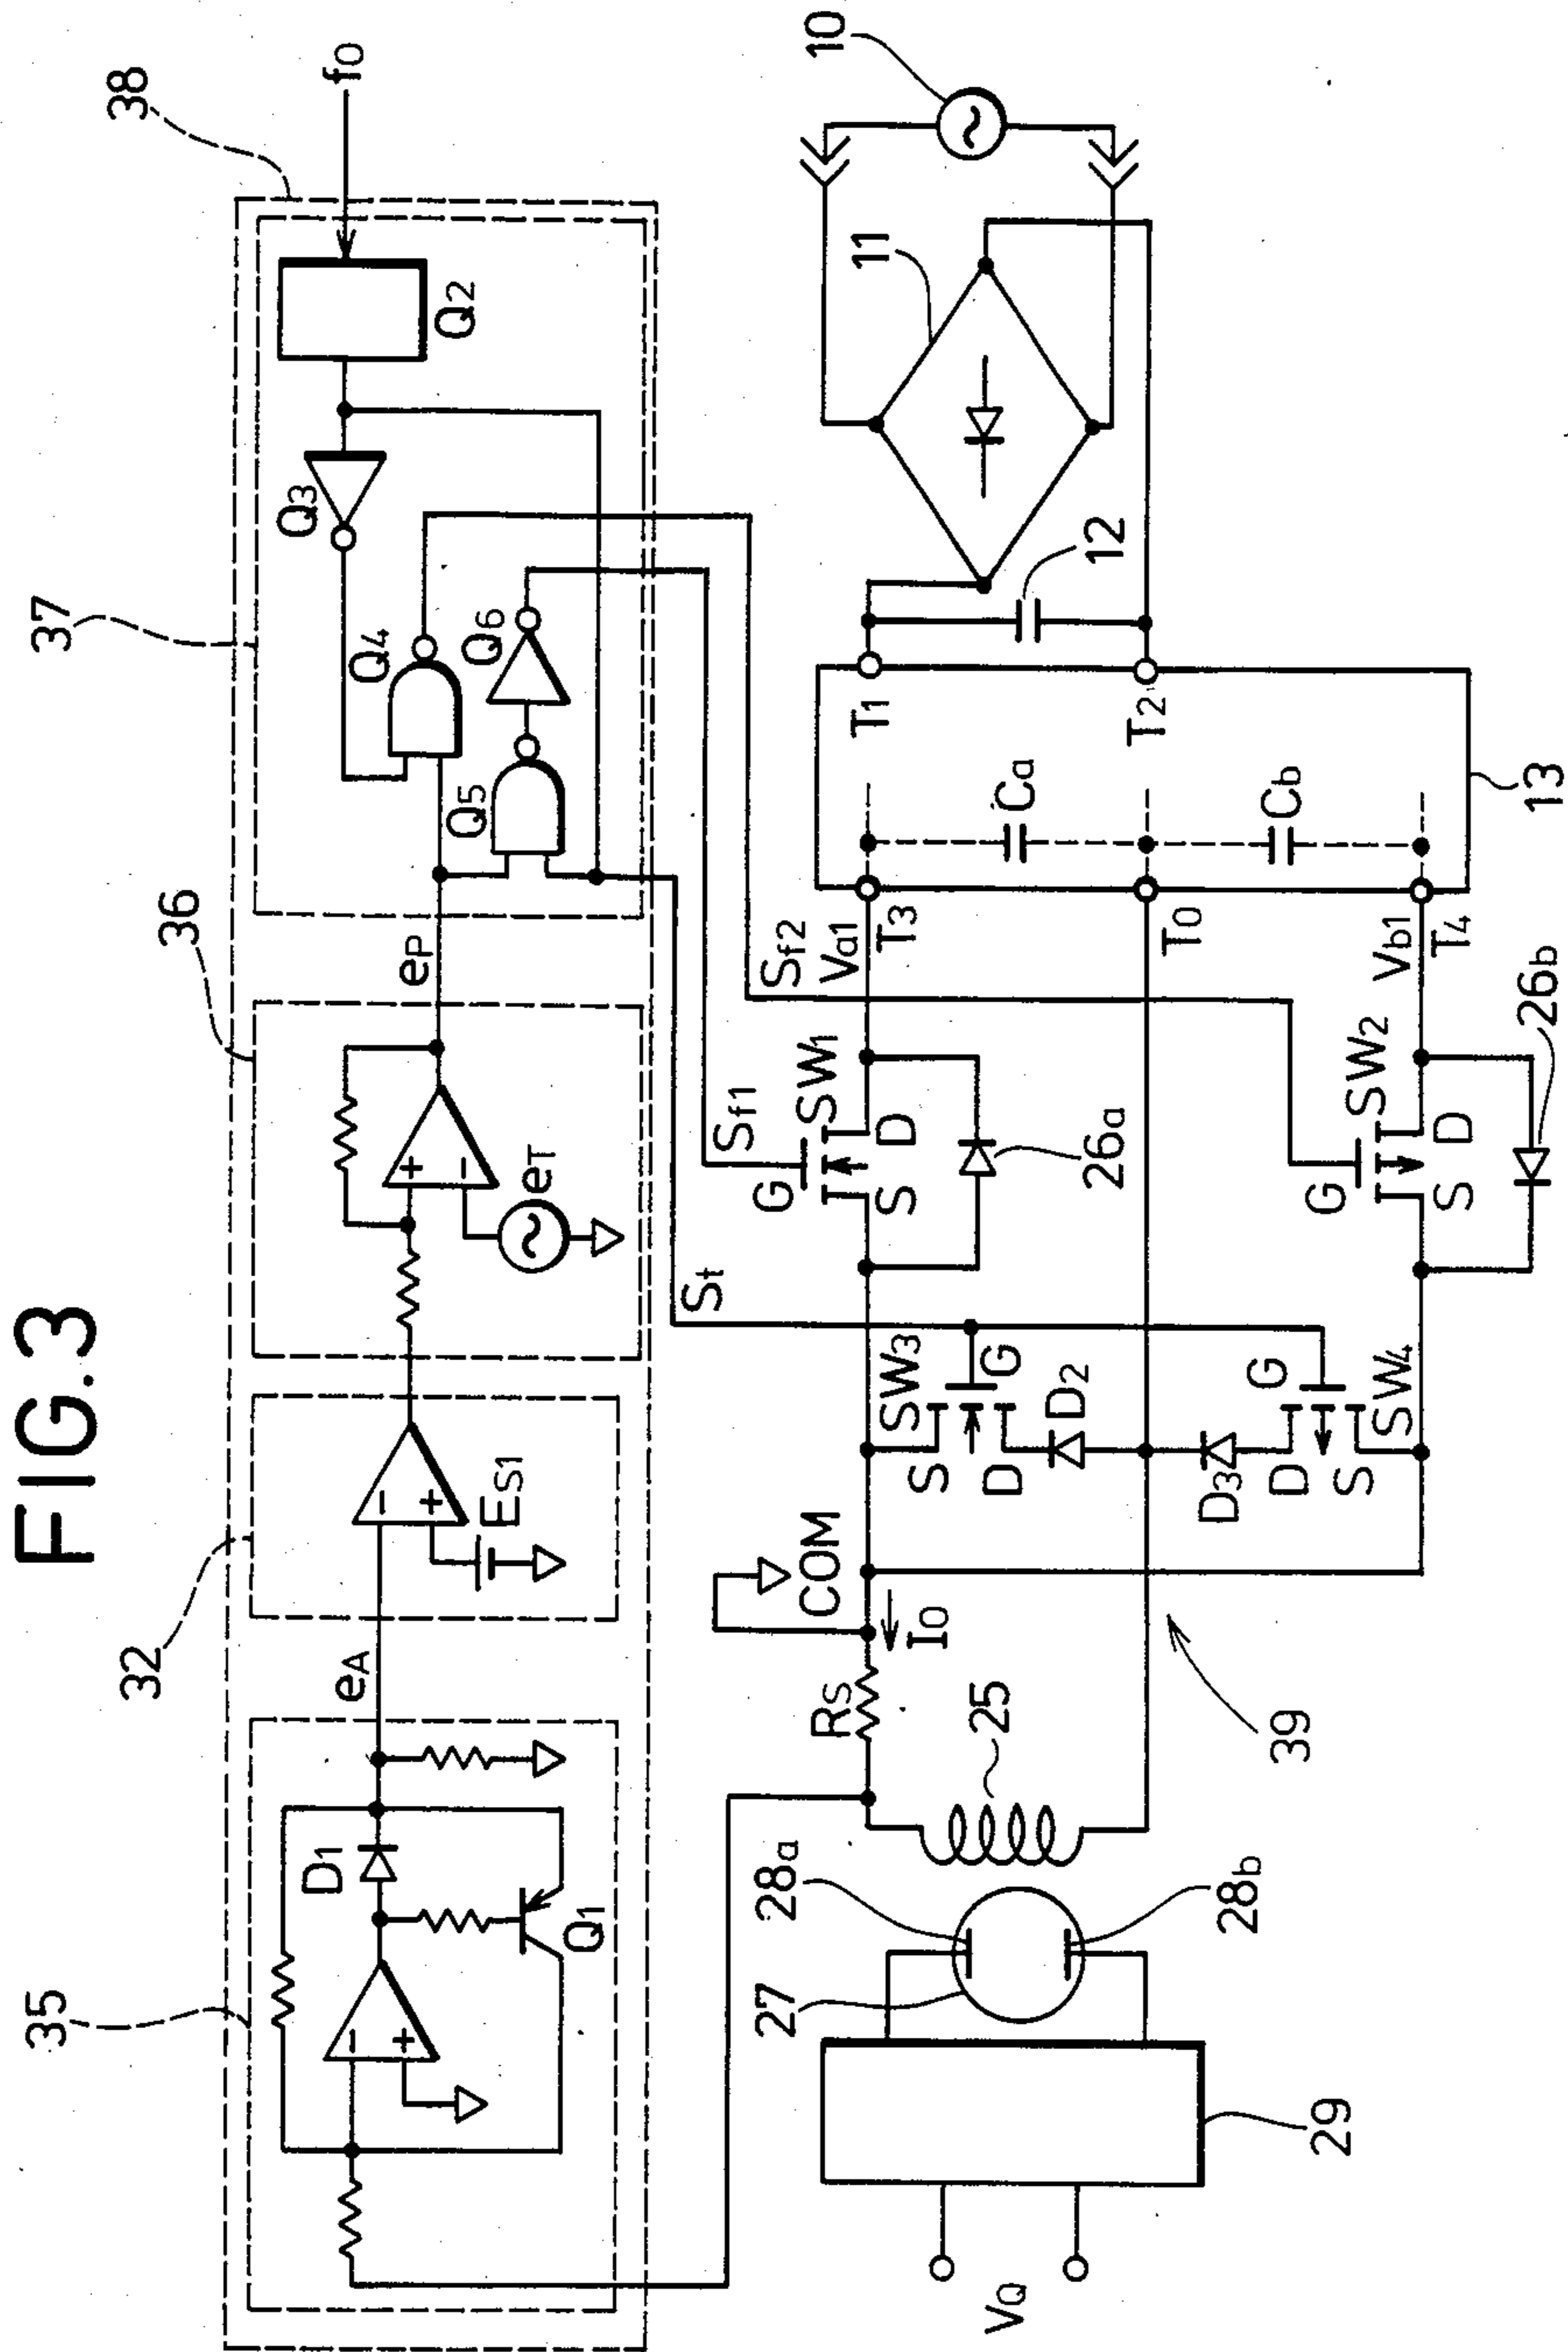 FIG.3
35
32
36
37
38
D1
Q1
eA
ES1
eT
eP
Q5
Q4
Q6
Q3
Q2
fO
St
Sf1
Sf2
VQ
29
27
28a
28b
25
RS
IO
COM
39
SW3
S
G
D
D2
D3
D
G
S
SW4
G
SW1
S
D
26a
G
SW2
S
D
26b
Va1
T3
T0
Vb1
T4
Ca
Cb
T1
T2
13
12
11
10